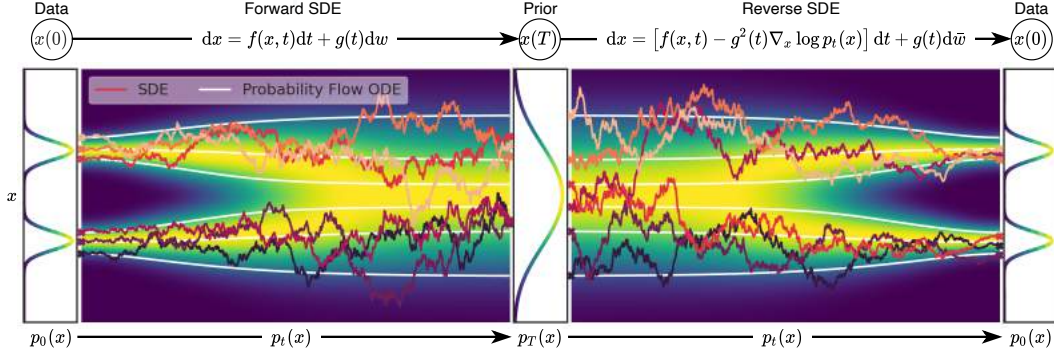 Data Forward SDE Prior Reverse SDE Data
x(0) dx = f(x, t)dt + g(t)dw x(T) dx = [f(x, t) − g²(t)∇ₓ log pₜ(x)] dt + g(t)dw̄ x(0)
SDE Probability Flow ODE
x
p₀(x) pₜ(x) p_T(x) pₜ(x) p₀(x)